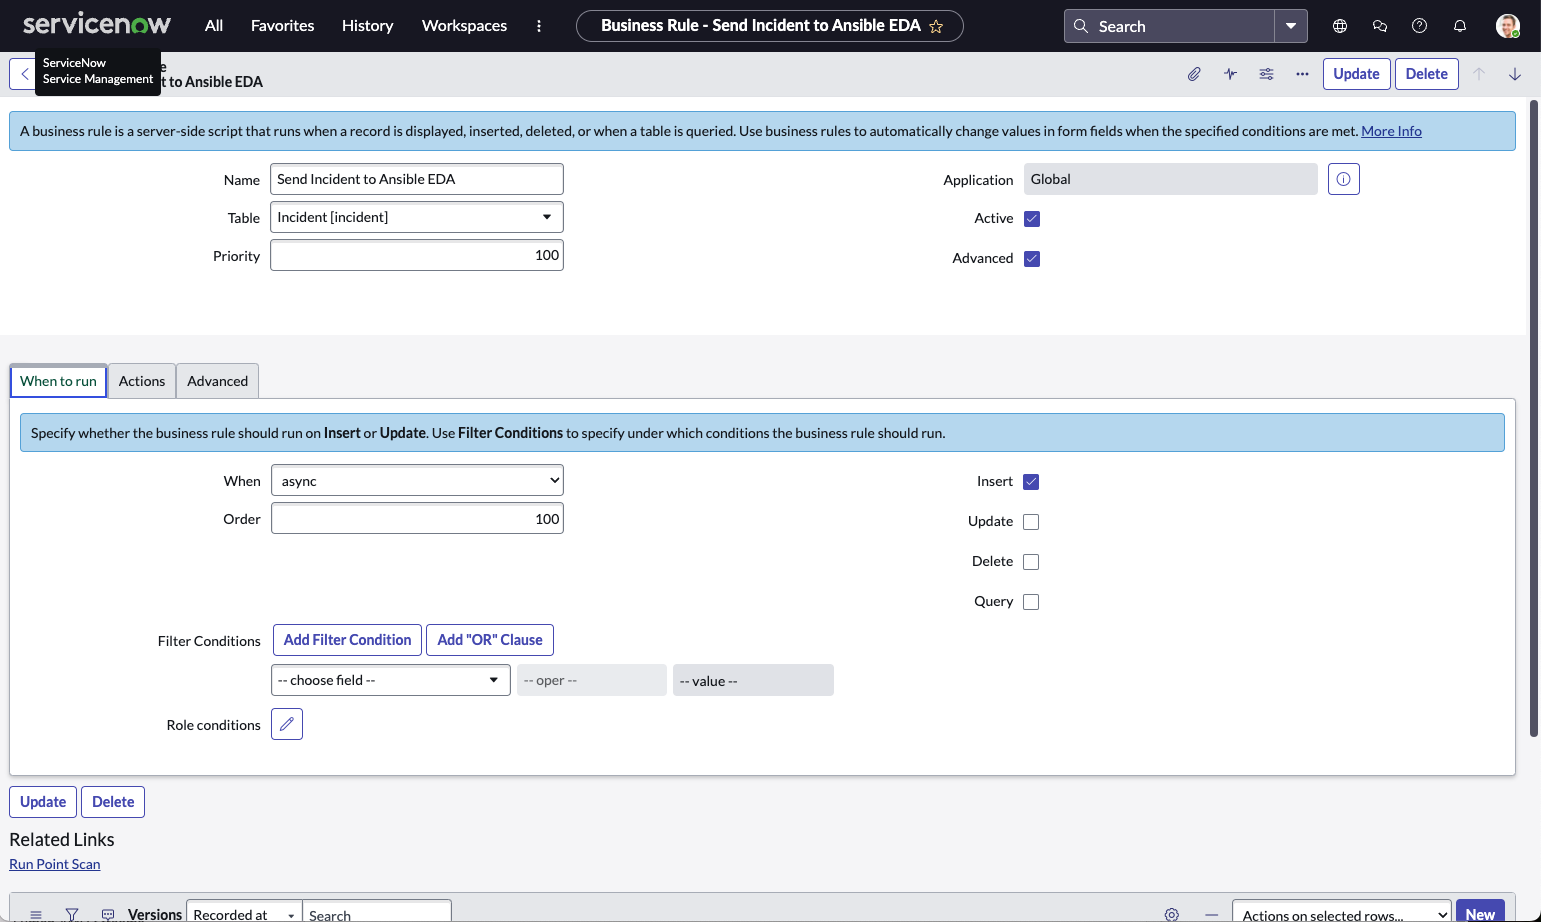 servicenow
All
Favorites
History
Workspaces
Business Rule - Send Incident to Ansible EDA
Search
ServiceNow
Service Management
t to Ansible EDA
Update
Delete
A business rule is a server-side script that runs when a record is displayed, inserted, deleted, or when a table is queried. Use business rules to automatically change values in form fields when the specified conditions are met. More Info
Name
Send Incident to Ansible EDA
Application
Global
Table
Incident [incident]
Active
Priority
100
Advanced
When to run
Actions
Advanced
Specify whether the business rule should run on Insert or Update. Use Filter Conditions to specify under which conditions the business rule should run.
When
async
Insert
Order
100
Update
Delete
Query
Filter Conditions
Add Filter Condition
Add "OR" Clause
-- choose field --
-- oper --
-- value --
Role conditions
Update
Delete
Related Links
Run Point Scan
Versions
Recorded at
Search
Actions on selected rows...
New